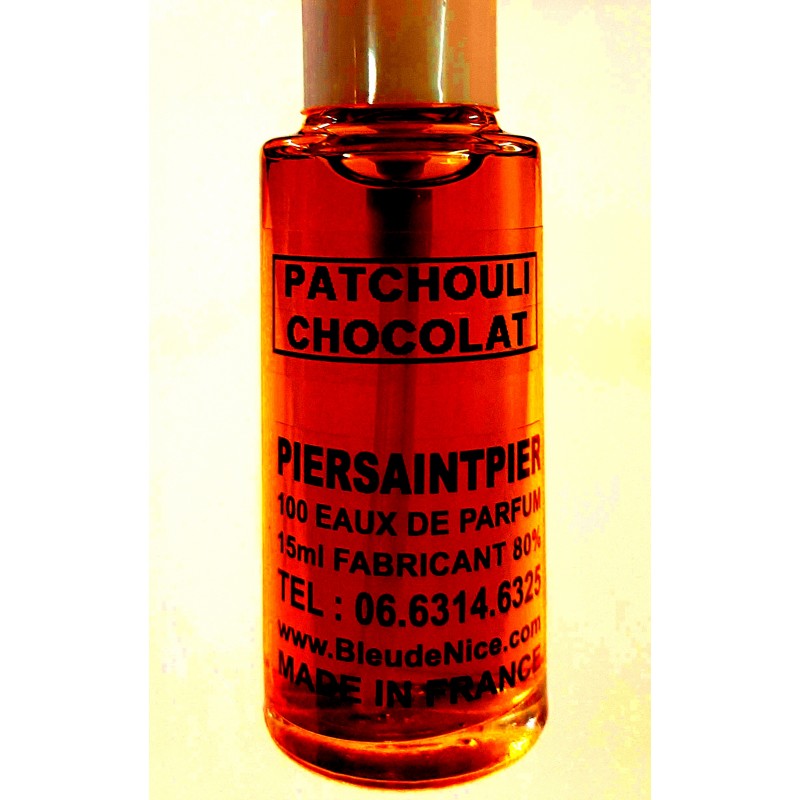 PATCHOULI
CHOCOLAT
PIERSAINTPIER
100 EAUX DE PARFUM
15ml FABRICANT 80%
TEL : 06.6314.6325
www.BleudeNice.com
MADE IN FRANCE